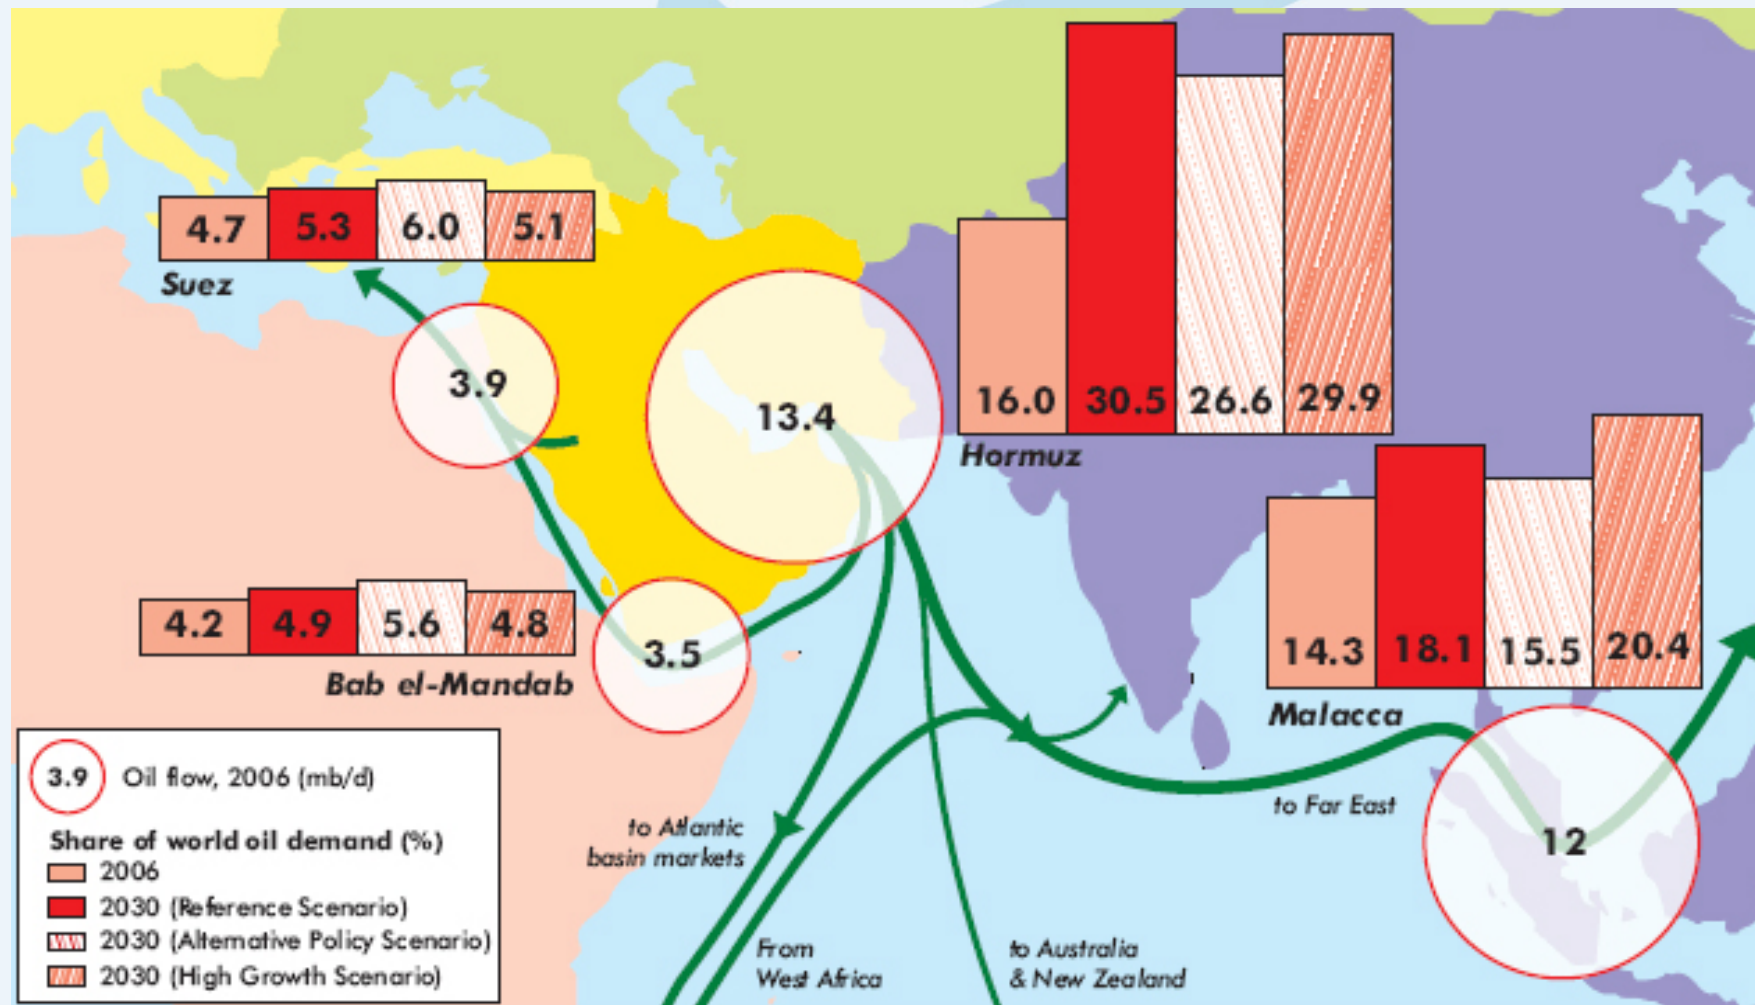 4.7 5.3 6.0 5.1
Suez
3.9
13.4
16.0 30.5 26.6 29.9
Hormuz
4.2 4.9 5.6 4.8
Bab el-Mandab
3.5
14.3 18.1 15.5 20.4
Malacca
12
to Far East
to Atlantic
basin markets
From
West Africa
to Australia
& New Zealand
3.9 Oil flow, 2006 (mb/d)
Share of world oil demand (%)
2006
2030 (Reference Scenario)
2030 (Alternative Policy Scenario)
2030 (High Growth Scenario)